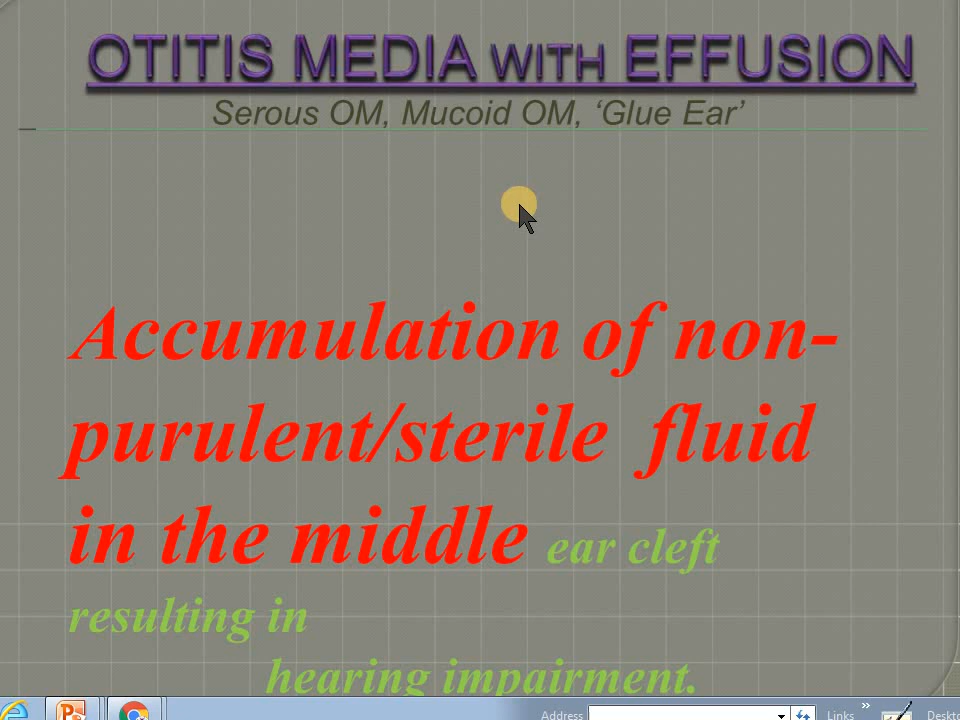 OTITIS MEDIA WITH EFFUSION
Serous OM, Mucoid OM, ‘Glue Ear’
Accumulation of non-
purulent/sterile fluid
in the middle ear cleft
resulting in
hearing impairment.
Address Links » Deskto